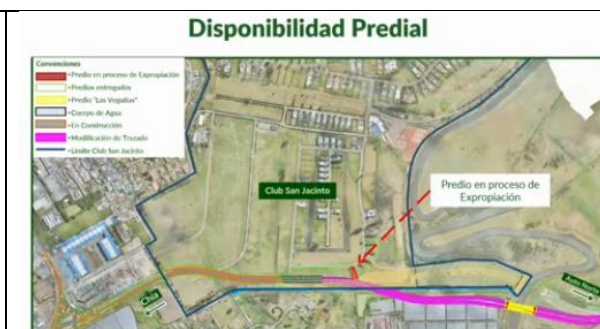 Disponibilidad Predial
Convenciones
=Predio en proceso de Expropiación
=Predios entregados
=Predio "Las Vegalias"
=Cuerpo de Agua
=En Construcción
=Modificación de Trazado
=Límite Club San Jacinto
Club San Jacinto
Predio en proceso de
Expropiación
Chía
Auto Norte